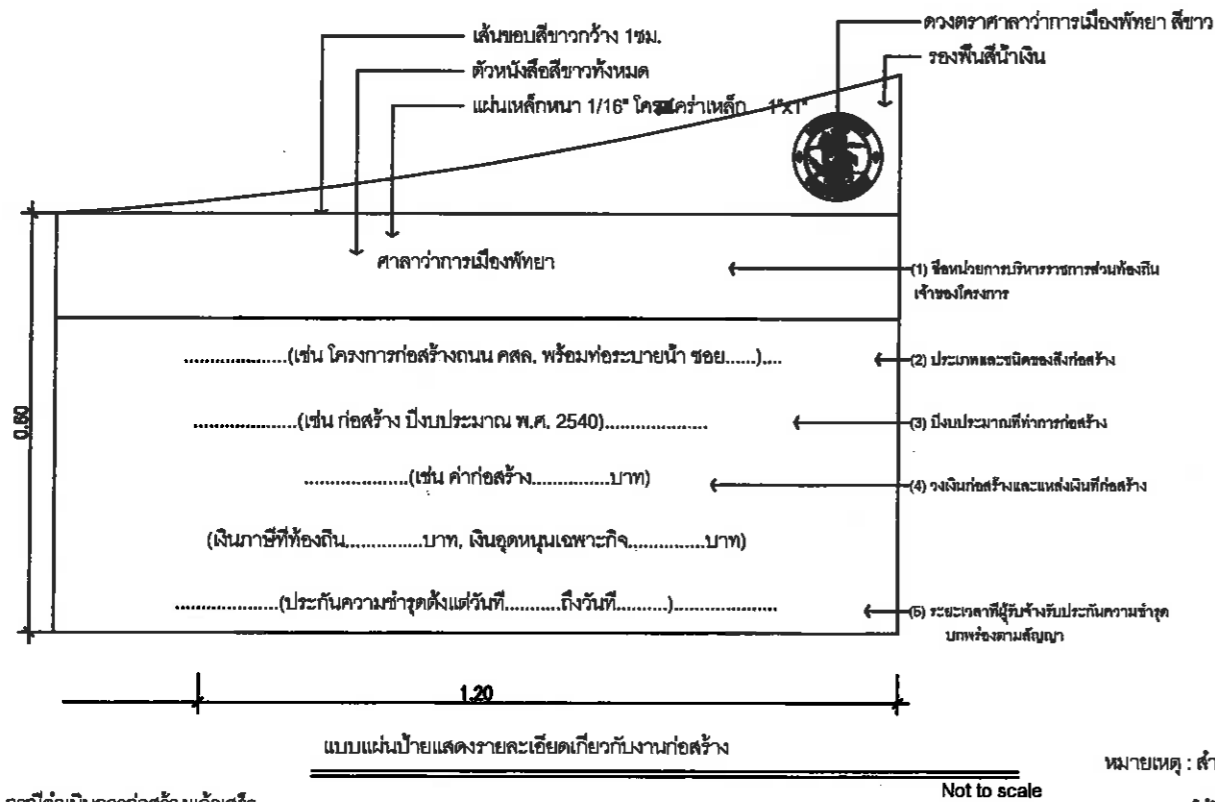 เส้นขอบสีขาวกว้าง 1ซม.
ตัวหนังสือสีขาวทั้งหมด
แผ่นเหล็กหนา 1/16" เหล็ก 1"x1"
ดวงตราศาลาว่าการเมืองพัทยา สีขาว
รองพื้นสีน้ำเงิน
ศาลาว่าการเมืองพัทยา
(1) ชื่อหน่วยการบริหารราชการส่วนท้องถิ่น
เจ้าของโครงการ
..................(เช่น โครงการก่อสร้างถนน คสล. พร้อมท่อระบายน้ำ ซอย......)....
(2) ประเภทและชนิดของสิ่งก่อสร้าง
..................(เช่น ก่อสร้าง ปีงบประมาณ พ.ศ. 2540).....................
(3) ปีงบประมาณที่ทำการก่อสร้าง
..................(เช่น ค่าก่อสร้าง..............บาท)
(4) วงเงินก่อสร้างและแหล่งเงินที่ก่อสร้าง
(เงินภาษีที่ท้องถิ่น..............บาท, เงินอุดหนุนเฉพาะกิจ..............บาท)
..................(ประกันความชำรุดตั้งแต่วันที่..........ถึงวันที่..........)...................
(5) ระยะเวลาที่ผู้รับจ้างรับประกันความชำรุด
บกพร่องตามสัญญา
0.60
1.20
แบบแผ่นป้ายแสดงรายละเอียดเกี่ยวกับงานก่อสร้าง
Not to scale
หมายเหตุ :